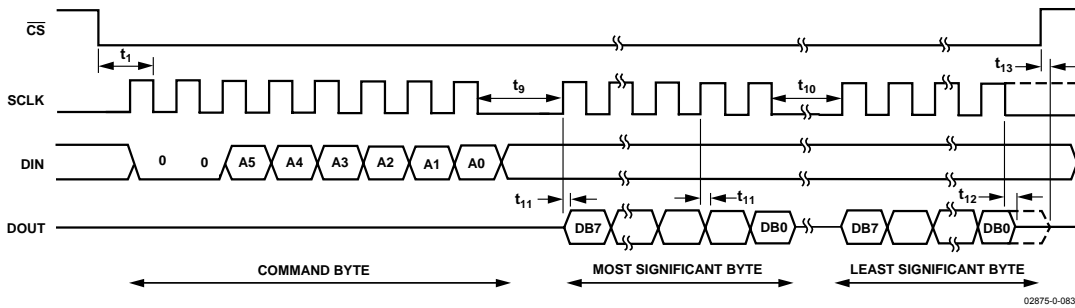 CS
t1
t13
SCLK
t9
t10
DIN
0 0 A5 A4 A3 A2 A1 A0
t11
t11
t12
DOUT
DB7
DB0
DB7
DB0
COMMAND BYTE
MOST SIGNIFICANT BYTE
LEAST SIGNIFICANT BYTE
02875-0-083